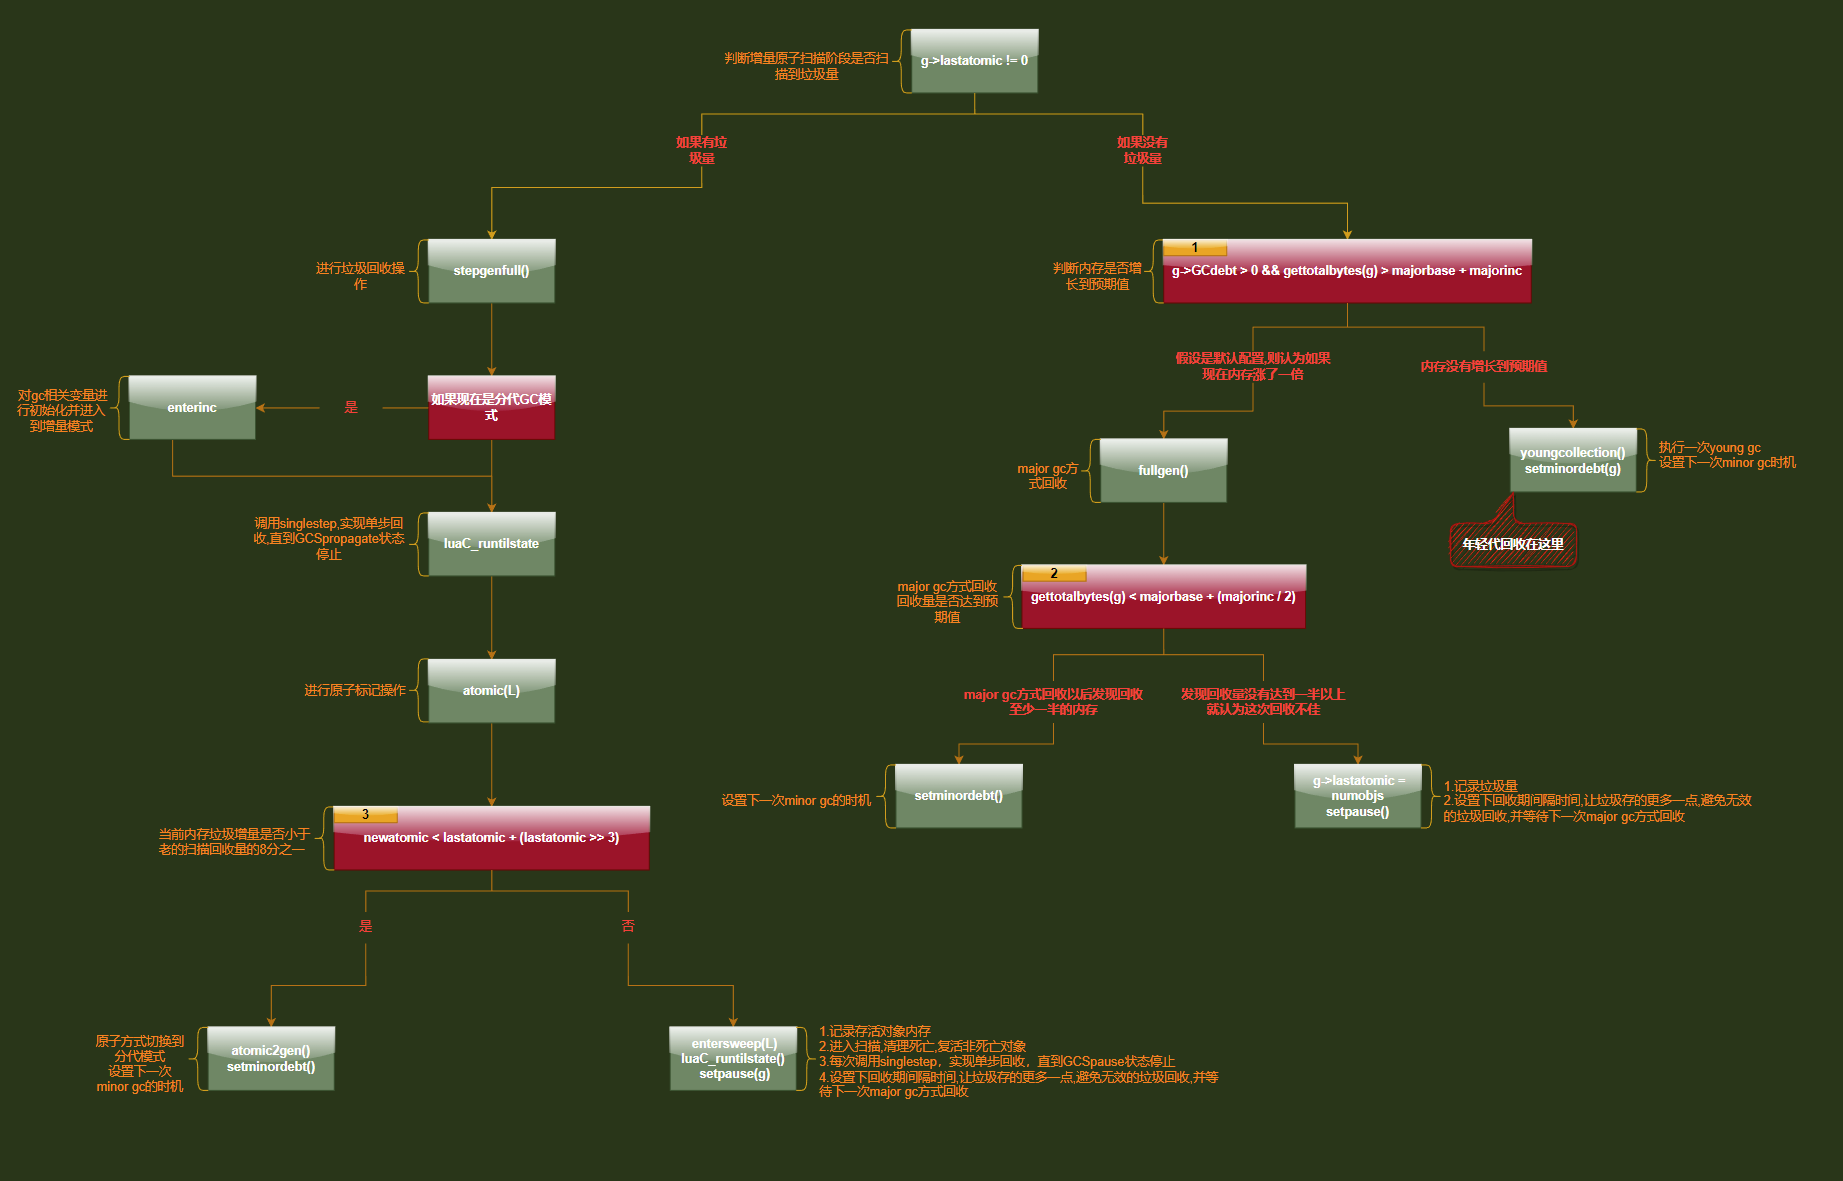 判断增量原子扫描阶段是否扫
描到垃圾量
g->lastatomic != 0
如果有垃
圾量
如果没有
垃圾量
进行垃圾回收操
作
stepgenfull()
判断内存是否增
长到预期值
1
g->GCdebt > 0 && gettotalbytes(g) > majorbase + majorinc
假设是默认配置,则认为如果
现在内存涨了一倍
内存没有增长到预期值
对gc相关变量进
行初始化并进入
到增量模式
enterinc
是
如果现在是分代GC模
式
major gc方
式回收
fullgen()
youngcollection()
setminordebt(g)
执行一次young gc
设置下一次minor gc时机
年轻代回收在这里
调用singlestep,实现单步回
收,直到GCSpropagate状态
停止
luaC_runtilstate
major gc方式回收
回收量是否达到预
期值
2
gettotalbytes(g) < majorbase + (majorinc / 2)
进行原子标记操作
atomic(L)
major gc方式回收以后发现回收
至少一半的内存
发现回收量没有达到一半以上
就认为这次回收不佳
设置下一次minor gc的时机
setminordebt()
g->lastatomic =
numobjs
setpause()
1.记录垃圾量
2.设置下回收期间隔时间,让垃圾存的更多一点,避免无效
的垃圾回收,并等待下一次major gc方式回收
当前内存垃圾增量是否小于
老的扫描回收量的8分之一
3
newatomic < lastatomic + (lastatomic >> 3)
是
否
原子方式切换到
分代模式
设置下一次
minor gc的时机
atomic2gen()
setminordebt()
entersweep(L)
luaC_runtilstate()
setpause(g)
1.记录存活对象内存
2.进入扫描,清理死亡,复活非死亡对象
3.每次调用singlestep，实现单步回收，直到GCSpause状态停止
4.设置下回收期间隔时间,让垃圾存的更多一点,避免无效的垃圾回收,并等
待下一次major gc方式回收